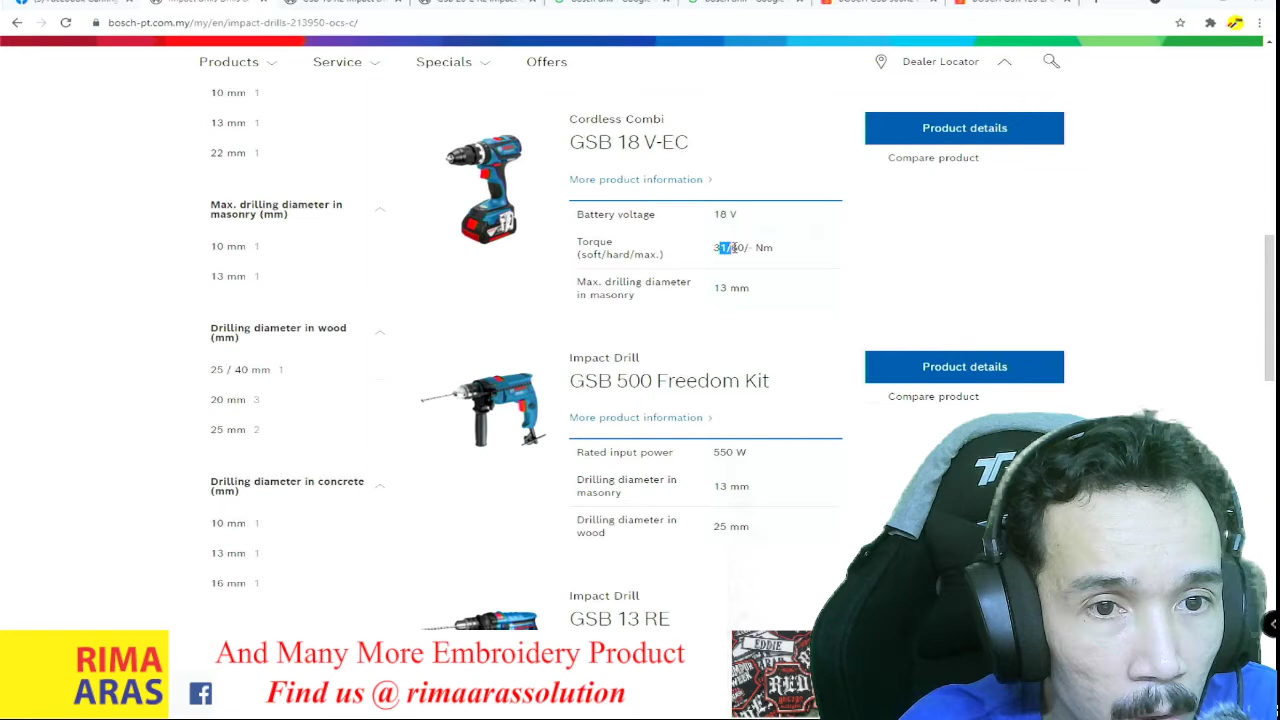 bosch-pt.com.my/my/en/impact-drills-213950-ocs-c/
Products
Service
Specials
Offers
Dealer Locator
10 mm 1
13 mm 1
22 mm 1
Max. drilling diameter in
masonry (mm)
10 mm 1
13 mm 1
Drilling diameter in wood
(mm)
25 / 40 mm 1
20 mm 3
25 mm 2
Drilling diameter in concrete
(mm)
10 mm 1
13 mm 1
16 mm 1
Cordless Combi
GSB 18 V-EC
More product information
Battery voltage 18 V
Torque
(soft/hard/max.)
Nm
Max. drilling diameter
in masonry
13 mm
Product details
Compare product
Impact Drill
GSB 500 Freedom Kit
More product information
Rated input power 550 W
Drilling diameter in
masonry
13 mm
Drilling diameter in
wood
25 mm
Product details
Compare product
Impact Drill
GSB 13 RE
RIMA
ARAS
And Many More Embroidery Product
Find us @ rimaarassolution
EDDIE
RED